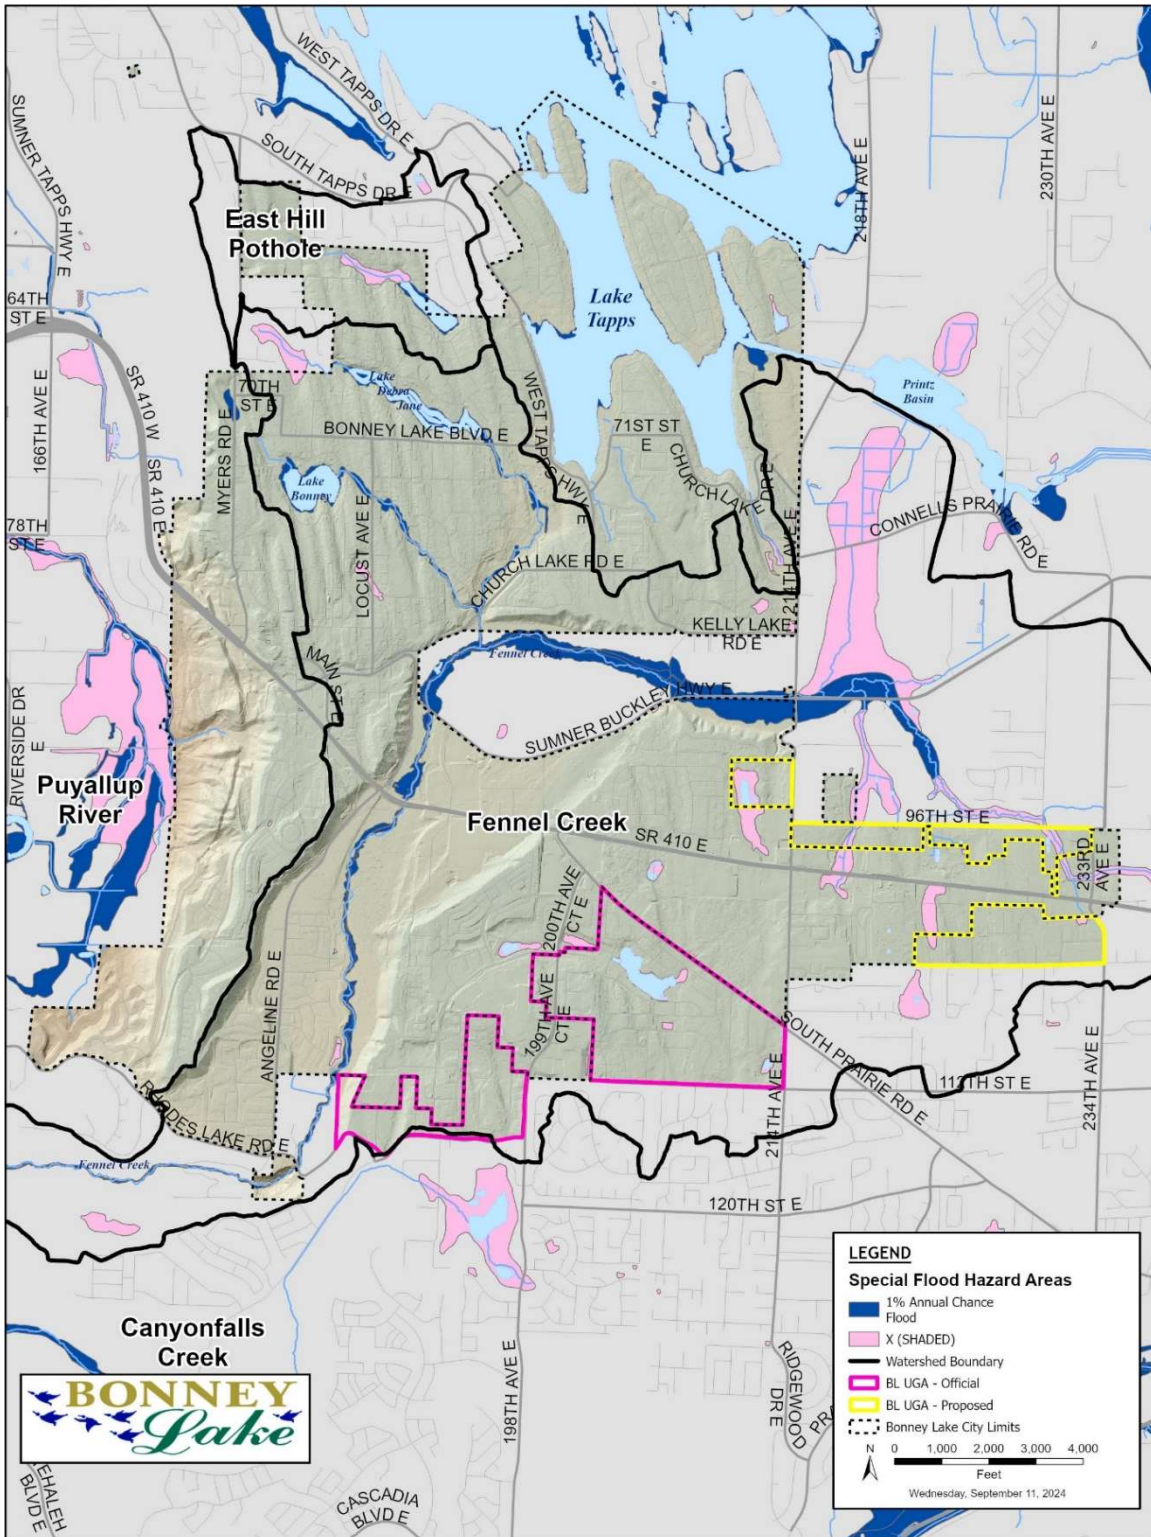 WEST TAPPS DR E
SUMNER TAPPS HWY E
SOUTH TAPPS DR E
218TH AVE E
230TH AVE E
East Hill
Pothole
Lake
Tapps
64TH
ST E
SR 410 W
166TH AVE E
70TH
ST E
Lake
Debra
Jane
WEST TAPPS HWY E
Printz
Basin
MYERS RD E
BONNEY LAKE BLVD E
71ST ST
E
CHURCH LAKE DR E
Lake
Bonney
SR 410 E
LOCUST AVE E
214TH AVE E
CONNELLS PRAIRIE RD E
78TH
ST E
CHURCH LAKE RD E
KELLY LAKE
RD E
MAIN ST E
Fennel Creek
SUMNER BUCKLEY HWY E
RIVERSIDE DR
E
Puyallup
River
Fennel Creek
SR 410 E
96TH ST E
233RD
AVE E
200TH AVE
CT E
199TH AVE
CT E
ANGELINE RD E
SOUTH PRAIRIE RD E
214TH AVE E
112TH ST E
234TH AVE E
RHODES LAKE RD E
Fennel Creek
120TH ST E
198TH AVE E
RIDGEWOOD
DR E
Canyonfalls
Creek
BONNEY
Lake
BLVD E
CASCADIA
BLVD E
LEGEND
Special Flood Hazard Areas
1% Annual Chance
Flood
X (SHADED)
Watershed Boundary
BL UGA - Official
BL UGA - Proposed
Bonney Lake City Limits
N
0 1,000 2,000 3,000 4,000
Feet
Wednesday, September 11, 2024